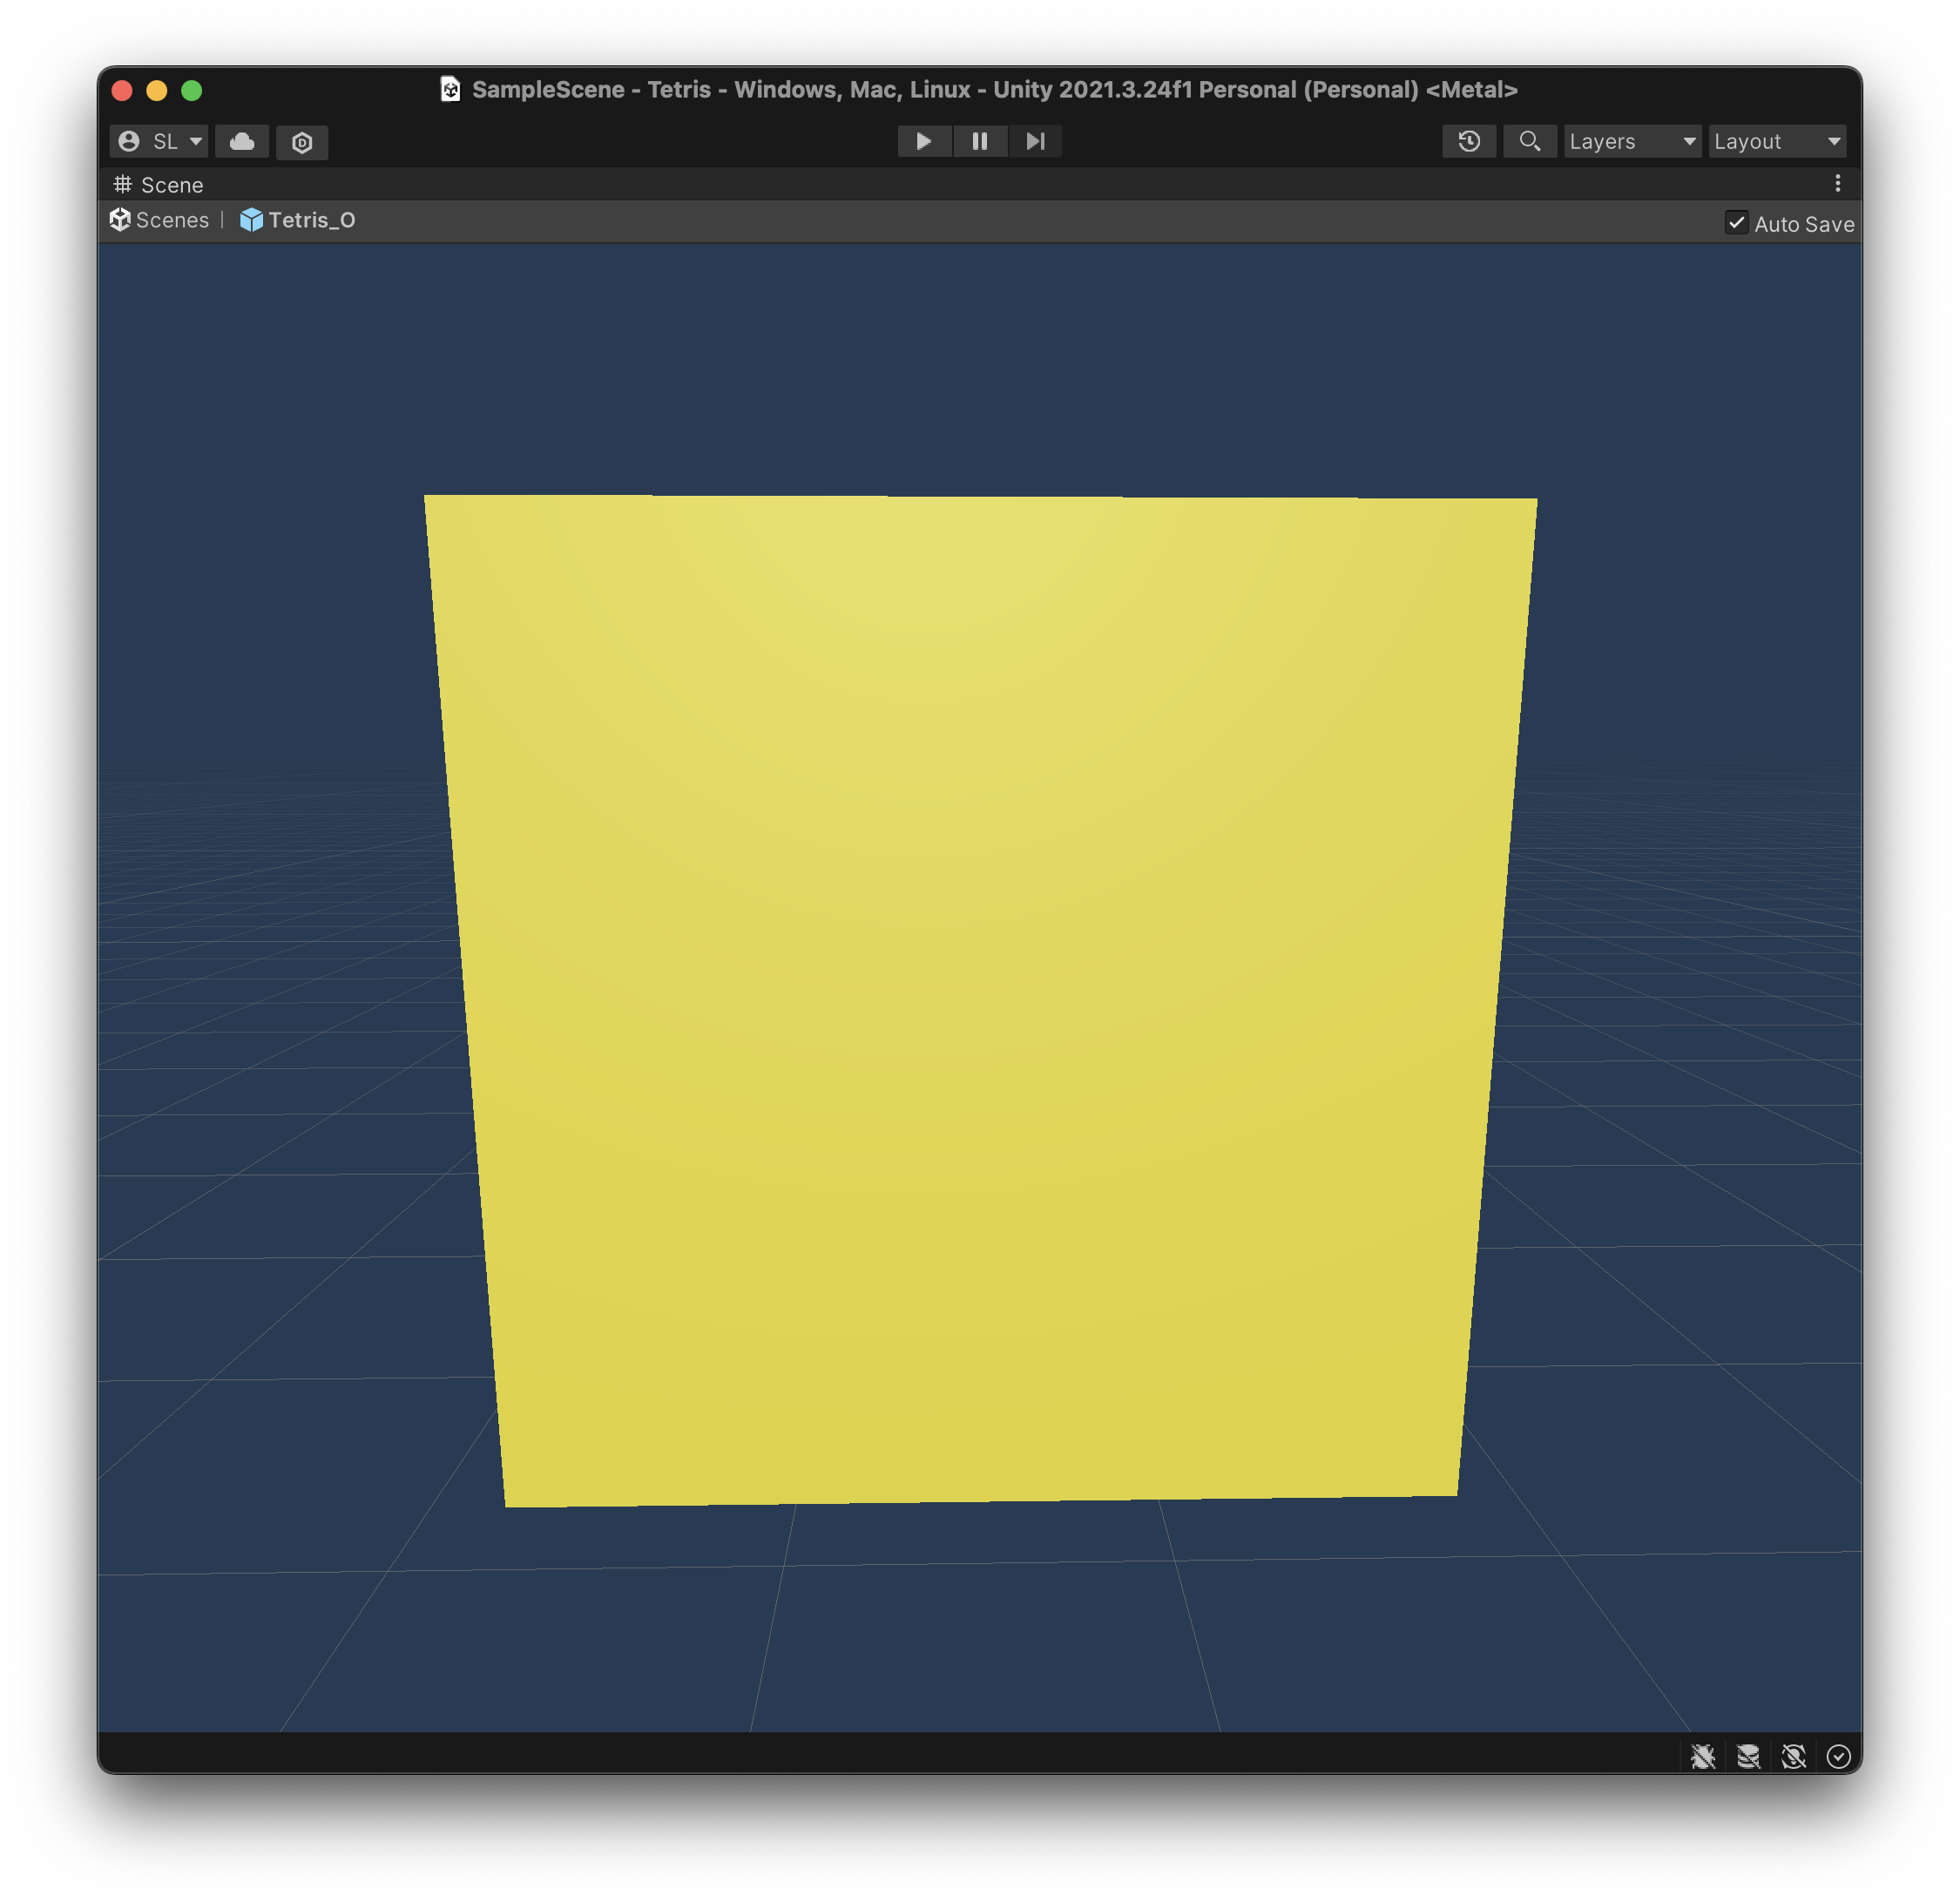 SampleScene - Tetris - Windows, Mac, Linux - Unity 2021.3.24f1 Personal (Personal) <Metal>
SL Layers Layout
Scene
Scenes | Tetris_O Auto Save